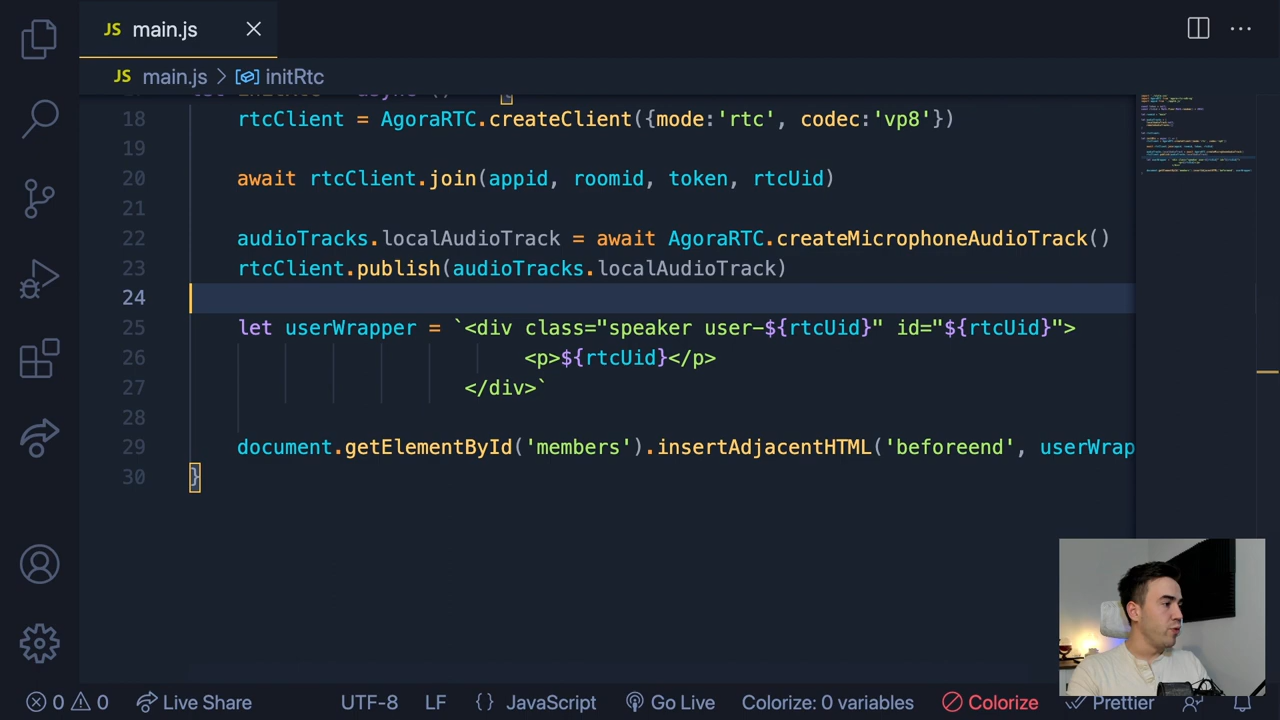 JS main.js
JS main.js > initRtc
18 rtcClient = AgoraRTC.createClient({mode:'rtc', codec:'vp8'})
19
20 await rtcClient.join(appid, roomid, token, rtcUid)
21
22 audioTracks.localAudioTrack = await AgoraRTC.createMicrophoneAudioTrack()
23 rtcClient.publish(audioTracks.localAudioTrack)
24
25 let userWrapper = `<div class="speaker user-${rtcUid}" id="${rtcUid}">
26 <p>${rtcUid}</p>
27 </div>`
28
29 document.getElementById('members').insertAdjacentHTML('beforeend', userWrap
30 }
0 0 Live Share UTF-8 LF {} JavaScript Go Live Colorize: 0 variables Colorize Prettier